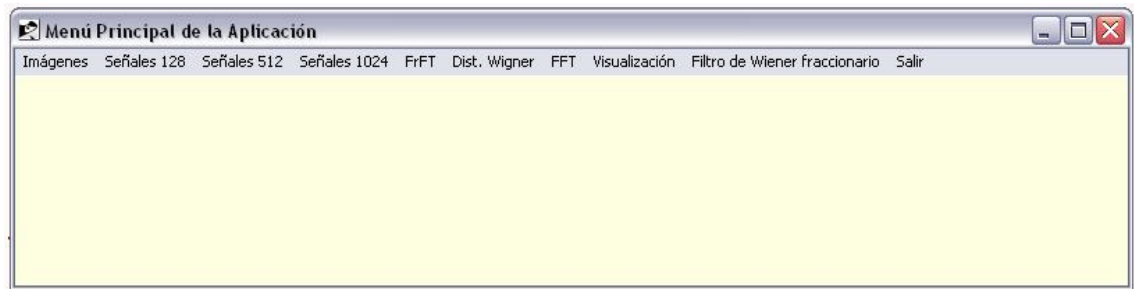 Menú Principal de la Aplicación
Imágenes Señales 128 Señales 512 Señales 1024 FrFT Dist. Wigner FFT Visualización Filtro de Wiener fraccionario Salir